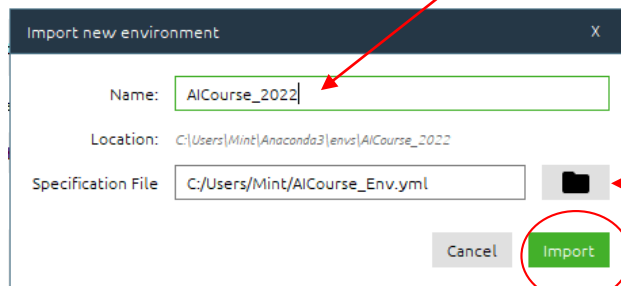 Import new environment X
Name: AICourse_2022
Location: C:\Users\Mint\Anaconda3\envs\AICourse_2022
Specification File C:/Users/Mint/AICourse_Env.yml
Cancel Import